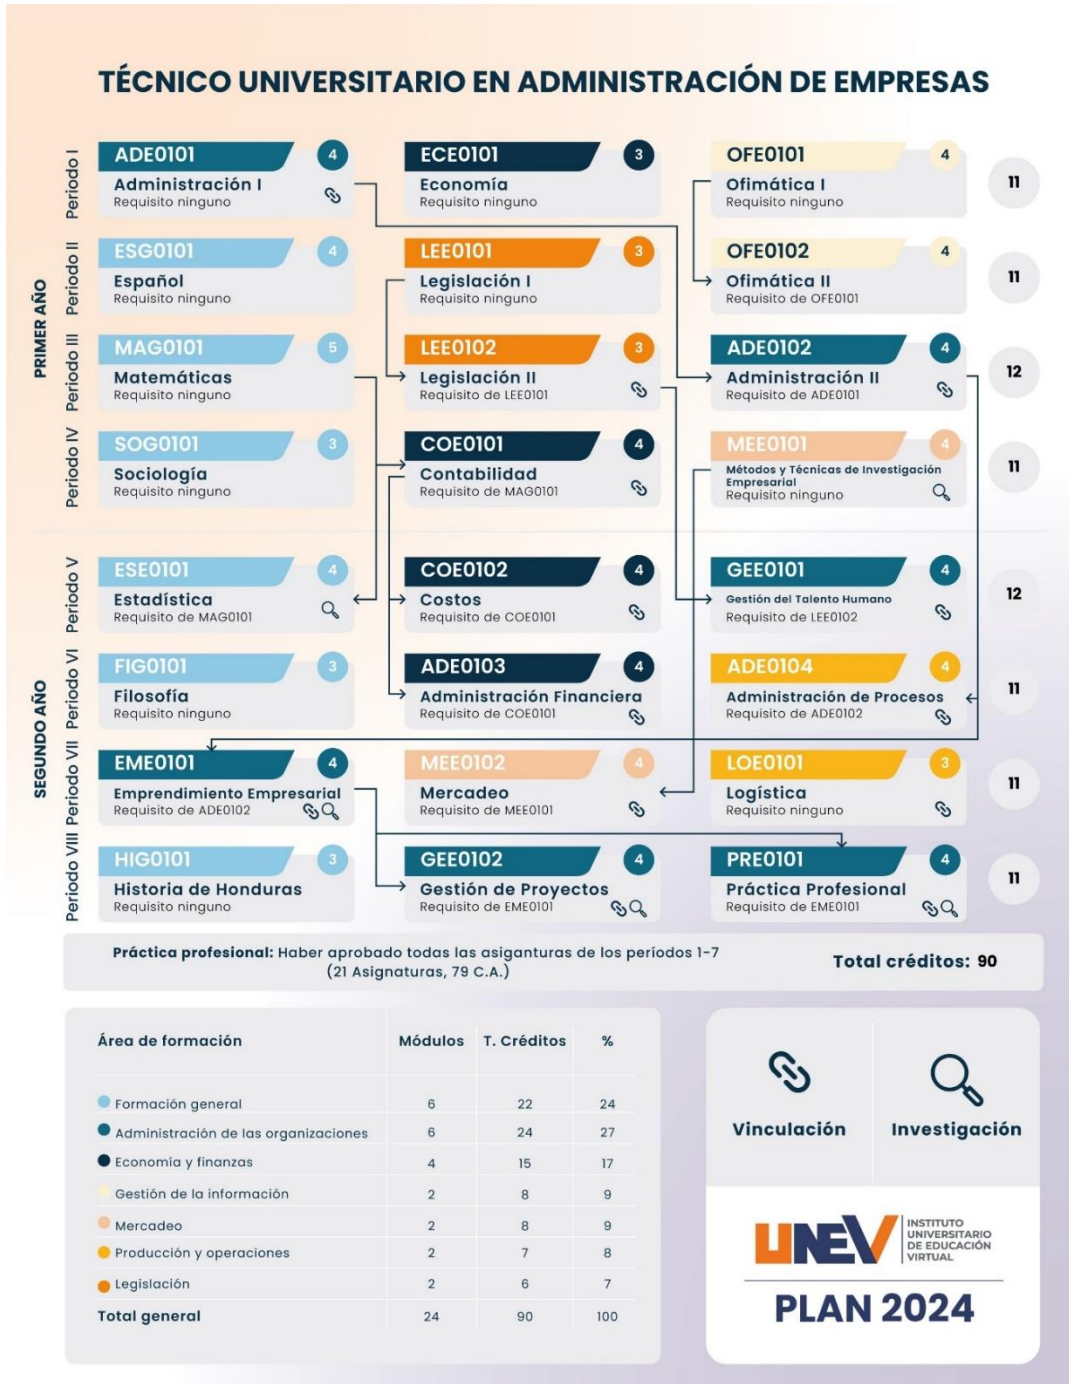 TÉCNICO UNIVERSITARIO EN ADMINISTRACIÓN DE EMPRESAS
PRIMER AÑO
Periodo I
ADE0101 4
Administración I
Requisito ninguno
ECE0101 3
Economía
Requisito ninguno
OFE0101 4
Ofimática I
Requisito ninguno
11
Periodo II
ESG0101 4
Español
Requisito ninguno
LEE0101 3
Legislación I
Requisito ninguno
OFE0102 4
Ofimática II
Requisito de OFE0101
11
Periodo III
MAG0101 5
Matemáticas
Requisito ninguno
LEE0102 3
Legislación II
Requisito de LEE0101
ADE0102 4
Administración II
Requisito de ADE0101
12
Periodo IV
SOG0101 3
Sociología
Requisito ninguno
COE0101 4
Contabilidad
Requisito de MAG0101
MEE0101 4
Métodos y Técnicas de Investigación
Empresarial
Requisito ninguno
11
SEGUNDO AÑO
Periodo V
ESE0101 4
Estadística
Requisito de MAG0101
COE0102 4
Costos
Requisito de COE0101
GEE0101 4
Gestión del Talento Humano
Requisito de LEE0102
12
Periodo VI
FIG0101 3
Filosofía
Requisito ninguno
ADE0103 4
Administración Financiera
Requisito de COE0101
ADE0104 4
Administración de Procesos
Requisito de ADE0102
11
Periodo VII
EME0101 4
Emprendimiento Empresarial
Requisito de ADE0102
MEE0102 4
Mercadeo
Requisito de MEE0101
LOE0101 3
Logística
Requisito ninguno
11
Periodo VIII
HIG0101 3
Historia de Honduras
Requisito ninguno
GEE0102 4
Gestión de Proyectos
Requisito de EME0101
PRE0101 4
Práctica Profesional
Requisito de EME0101
11
Práctica profesional: Haber aprobado todas las asiganturas de los períodos 1-7
(21 Asignaturas, 79 C.A.)
Total créditos: 90
Área de formación Módulos T. Créditos %
Formación general 6 22 24
Administración de las organizaciones 6 24 27
Economía y finanzas 4 15 17
Gestión de la información 2 8 9
Mercadeo 2 8 9
Producción y operaciones 2 7 8
Legislación 2 6 7
Total general 24 90 100
Vinculación
Investigación
UNEV
INSTITUTO
UNIVERSITARIO
DE EDUCACIÓN
VIRTUAL
PLAN 2024